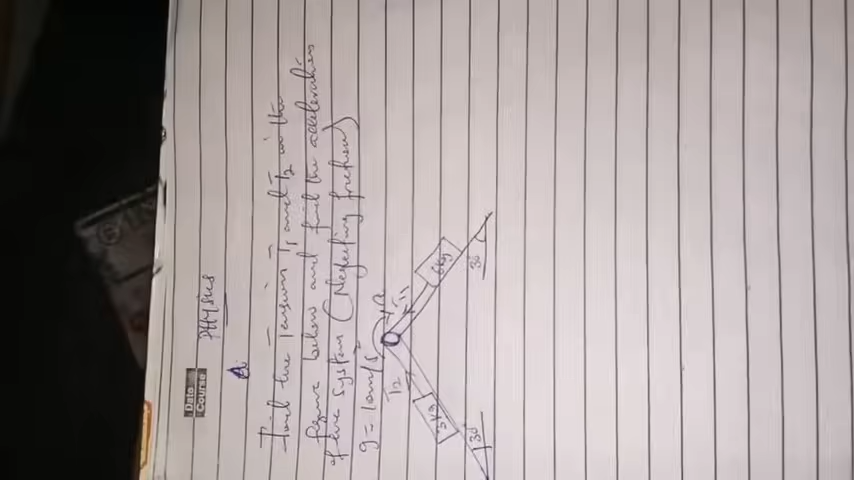 Date
Course
PHYSICS
Q:
Find the Tension T1 and T2 in the
figure below and find the acceleration
of the system (Neglecting friction)
g = 10m/s²
T2
T1
3kg
6kg
30
30